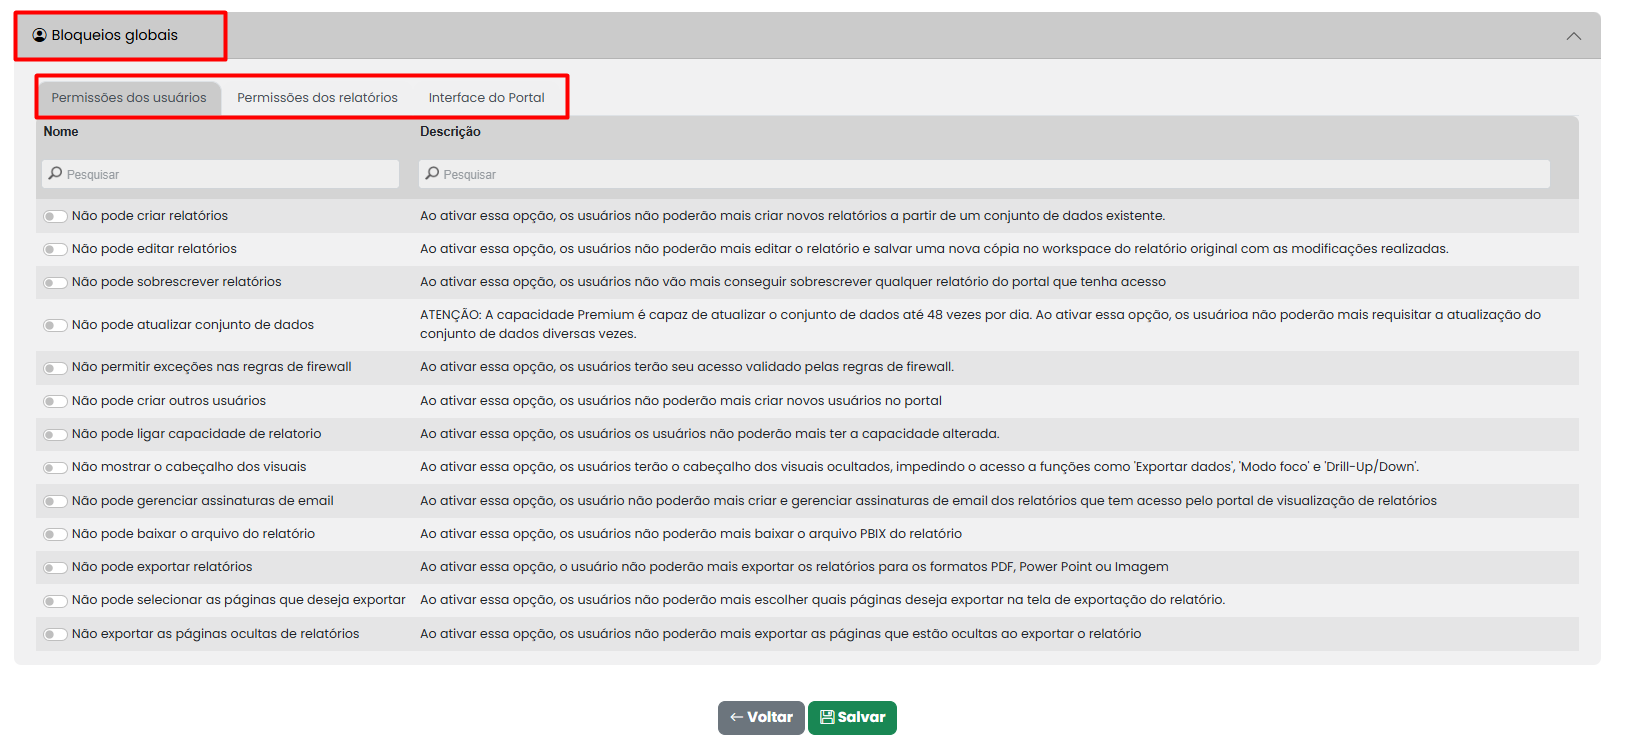 Bloqueios globais
Permissões dos usuários Permissões dos relatórios Interface do Portal
Nome Descrição
Pesquisar Pesquisar
Não pode criar relatórios Ao ativar essa opção, os usuários não poderão mais criar novos relatórios a partir de um conjunto de dados existente.
Não pode editar relatórios Ao ativar essa opção, os usuários não poderão mais editar o relatório e salvar uma nova cópia no workspace do relatório original com as modificações realizadas.
Não pode sobrescrever relatórios Ao ativar essa opção, os usuários não vão mais conseguir sobrescrever qualquer relatório do portal que tenha acesso
Não pode atualizar conjunto de dados ATENÇÃO: A capacidade Premium é capaz de atualizar o conjunto de dados até 48 vezes por dia. Ao ativar essa opção, os usuárioa não poderão mais requisitar a atualização do
conjunto de dados diversas vezes.
Não permitir exceções nas regras de firewall Ao ativar essa opção, os usuários terão seu acesso validado pelas regras de firewall.
Não pode criar outros usuários Ao ativar essa opção, os usuários não poderão mais criar novos usuários no portal
Não pode ligar capacidade de relatorio Ao ativar essa opção, os usuários os usuários não poderão mais ter a capacidade alterada.
Não mostrar o cabeçalho dos visuais Ao ativar essa opção, os usuários terão o cabeçalho dos visuais ocultados, impedindo o acesso a funções como 'Exportar dados', 'Modo foco' e 'Drill-Up/Down'.
Não pode gerenciar assinaturas de email Ao ativar essa opção, os usuário não poderão mais criar e gerenciar assinaturas de email dos relatórios que tem acesso pelo portal de visualização de relatórios
Não pode baixar o arquivo do relatório Ao ativar essa opção, os usuários não poderão mais baixar o arquivo PBIX do relatório
Não pode exportar relatórios Ao ativar essa opção, o usuário não poderão mais exportar os relatórios para os formatos PDF, Power Point ou Imagem
Não pode selecionar as páginas que deseja exportar Ao ativar essa opção, os usuários não poderão mais escolher quais páginas deseja exportar na tela de exportação do relatório.
Não exportar as páginas ocultas de relatórios Ao ativar essa opção, os usuários não poderão mais exportar as páginas que estão ocultas ao exportar o relatório
Voltar Salvar